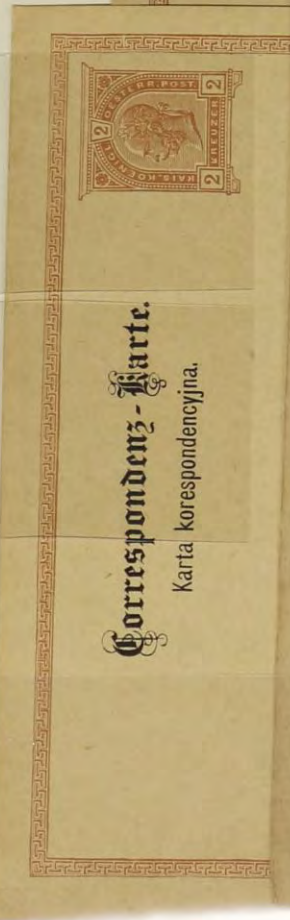 Correspondenz-Karte.
Karta korespondencyjna.
KAIS. KOENIGL. OESTERR. POST
2 2
2 KREUZER 2